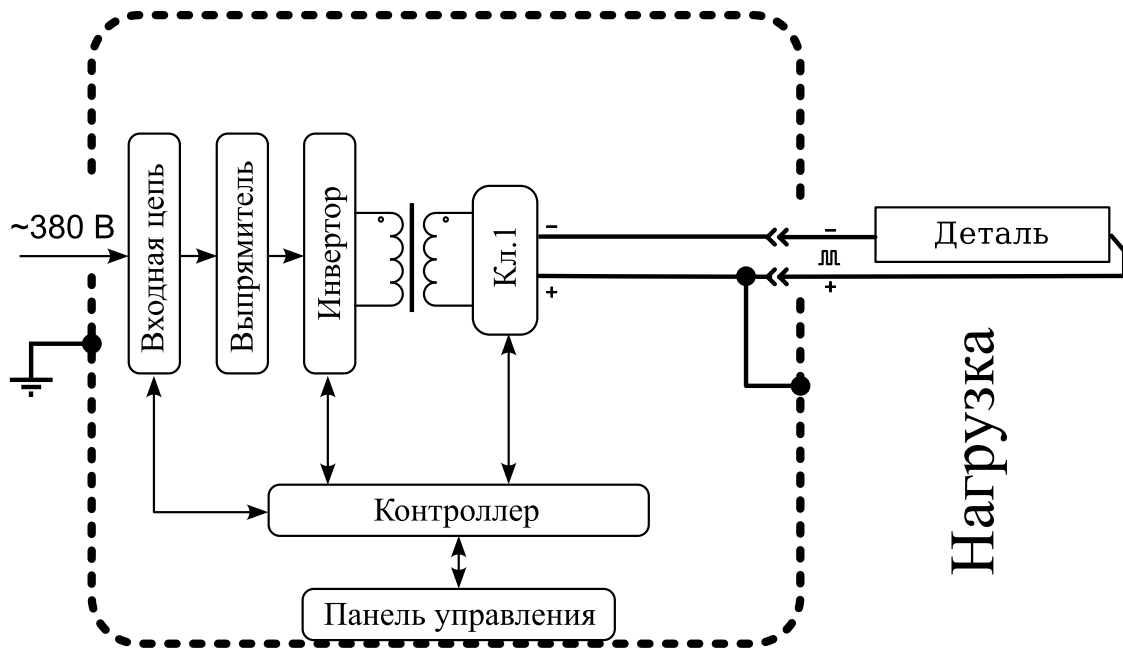 ~380 В
Входная цепь
Выпрямитель
Инвертор
Кл.1
−
+
−
+
Деталь
Нагрузка
Контроллер
Панель управления